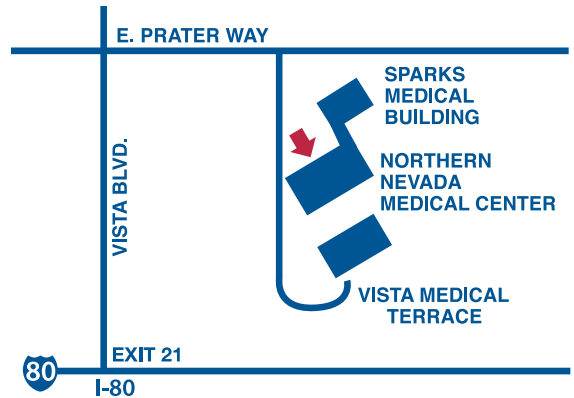 E. PRATER WAY
SPARKS
MEDICAL
BUILDING
NORTHERN
NEVADA
MEDICAL CENTER
VISTA BLVD.
VISTA MEDICAL
TERRACE
EXIT 21
80
I-80